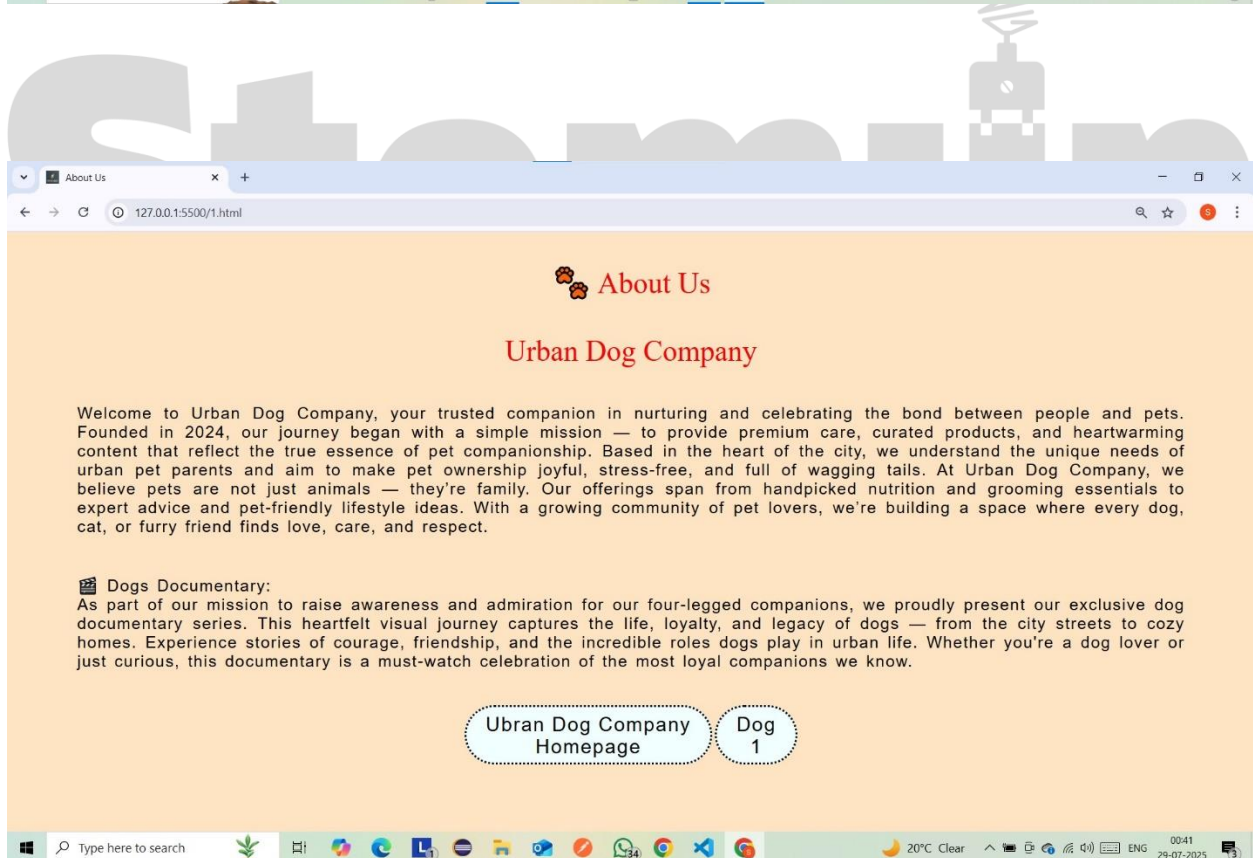 About Us
127.0.0.1:5500/1.html
S
About Us
Urban Dog Company
Welcome to Urban Dog Company, your trusted companion in nurturing and celebrating the bond between people and pets.
Founded in 2024, our journey began with a simple mission — to provide premium care, curated products, and heartwarming
content that reflect the true essence of pet companionship. Based in the heart of the city, we understand the unique needs of
urban pet parents and aim to make pet ownership joyful, stress-free, and full of wagging tails. At Urban Dog Company, we
believe pets are not just animals — they're family. Our offerings span from handpicked nutrition and grooming essentials to
expert advice and pet-friendly lifestyle ideas. With a growing community of pet lovers, we're building a space where every dog,
cat, or furry friend finds love, care, and respect.
Dogs Documentary:
As part of our mission to raise awareness and admiration for our four-legged companions, we proudly present our exclusive dog
documentary series. This heartfelt visual journey captures the life, loyalty, and legacy of dogs — from the city streets to cozy
homes. Experience stories of courage, friendship, and the incredible roles dogs play in urban life. Whether you're a dog lover or
just curious, this documentary is a must-watch celebration of the most loyal companions we know.
Ubran Dog Company
Homepage
Dog
1
Type here to search
34
20°C Clear
ENG
00:41
29-07-2025
3